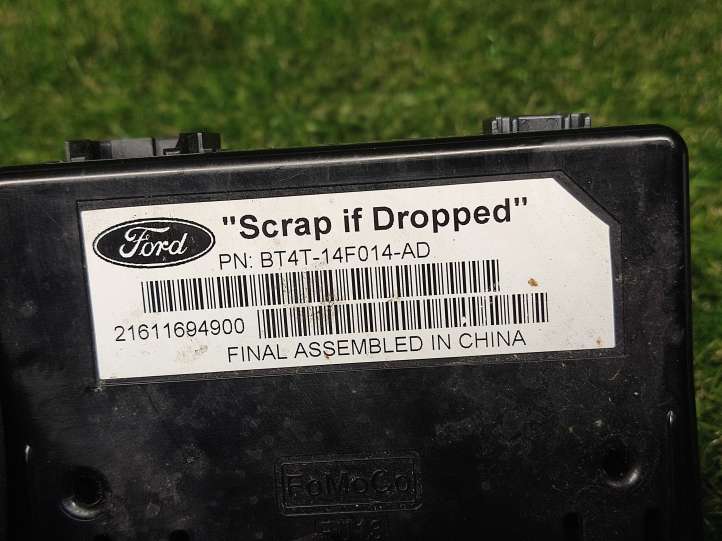 Ford
"Scrap if Dropped"
PN: BT4T-14F014-AD
21611694900
FINAL ASSEMBLED IN CHINA
FoMoCo